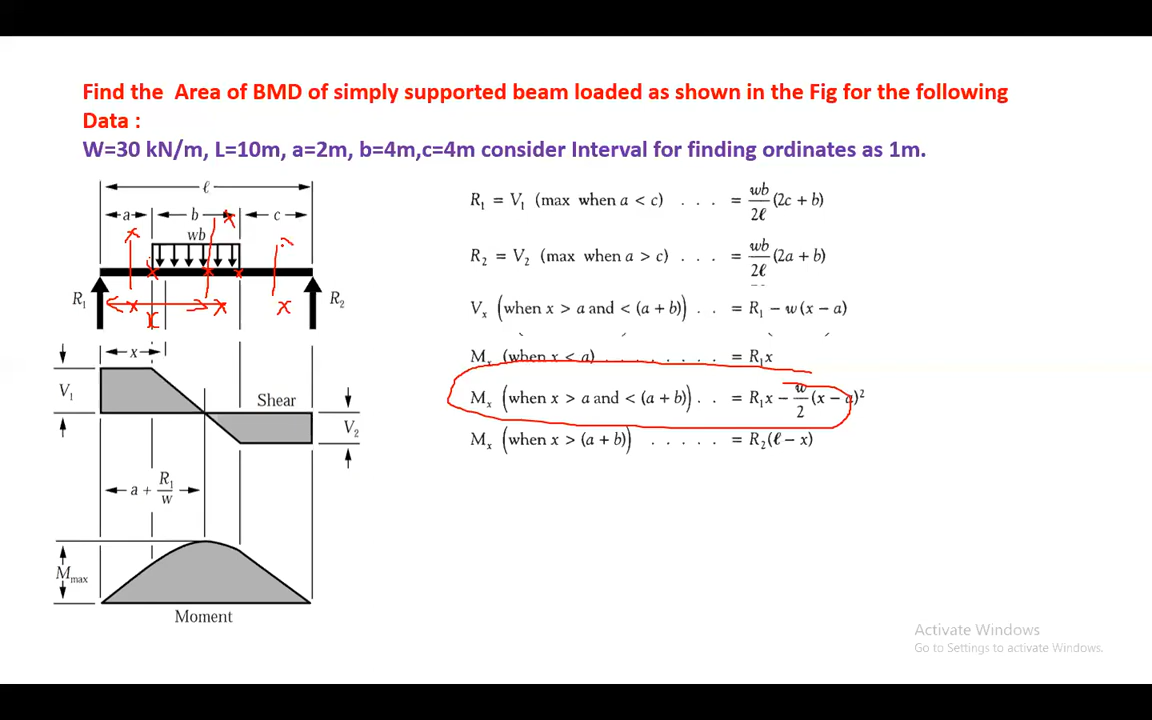 Find the Area of BMD of simply supported beam loaded as shown in the Fig for the following
Data :
W=30 kN/m, L=10m, a=2m, b=4m,c=4m consider Interval for finding ordinates as 1m.
ℓ
a b c
wb
R₁ R₂
x
V₁ Shear V₂
a + R₁/w
M max
Moment
R₁ = V₁ (max when a < c) . . . = wb/2ℓ (2c + b)
R₂ = V₂ (max when a > c) . . . = wb/2ℓ (2a + b)
Vₓ (when x > a and < (a + b)) . . = R₁ − w(x − a)
Mₓ (when x < a) . . . . . . . . = R₁x
Mₓ (when x > a and < (a + b)) . . = R₁x − w/2 (x − a)²
Mₓ (when x > (a + b)) . . . . . = R₂(ℓ − x)
x x
x x x
x
Activate Windows
Go to Settings to activate Windows.